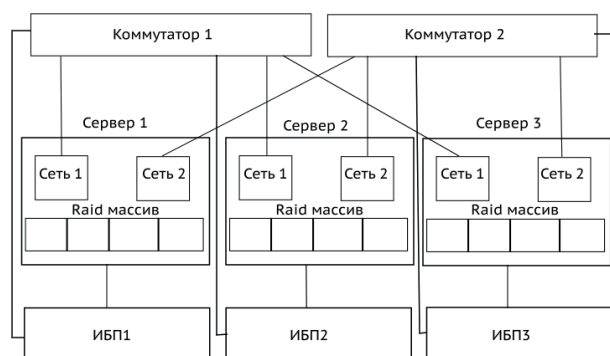 Коммутатор 1 Коммутатор 2
Сервер 1 Сервер 2 Сервер 3
Сеть 1 Сеть 2 Сеть 1 Сеть 2 Сеть 1 Сеть 2
Raid массив Raid массив Raid массив
ИБП1 ИБП2 ИБП3